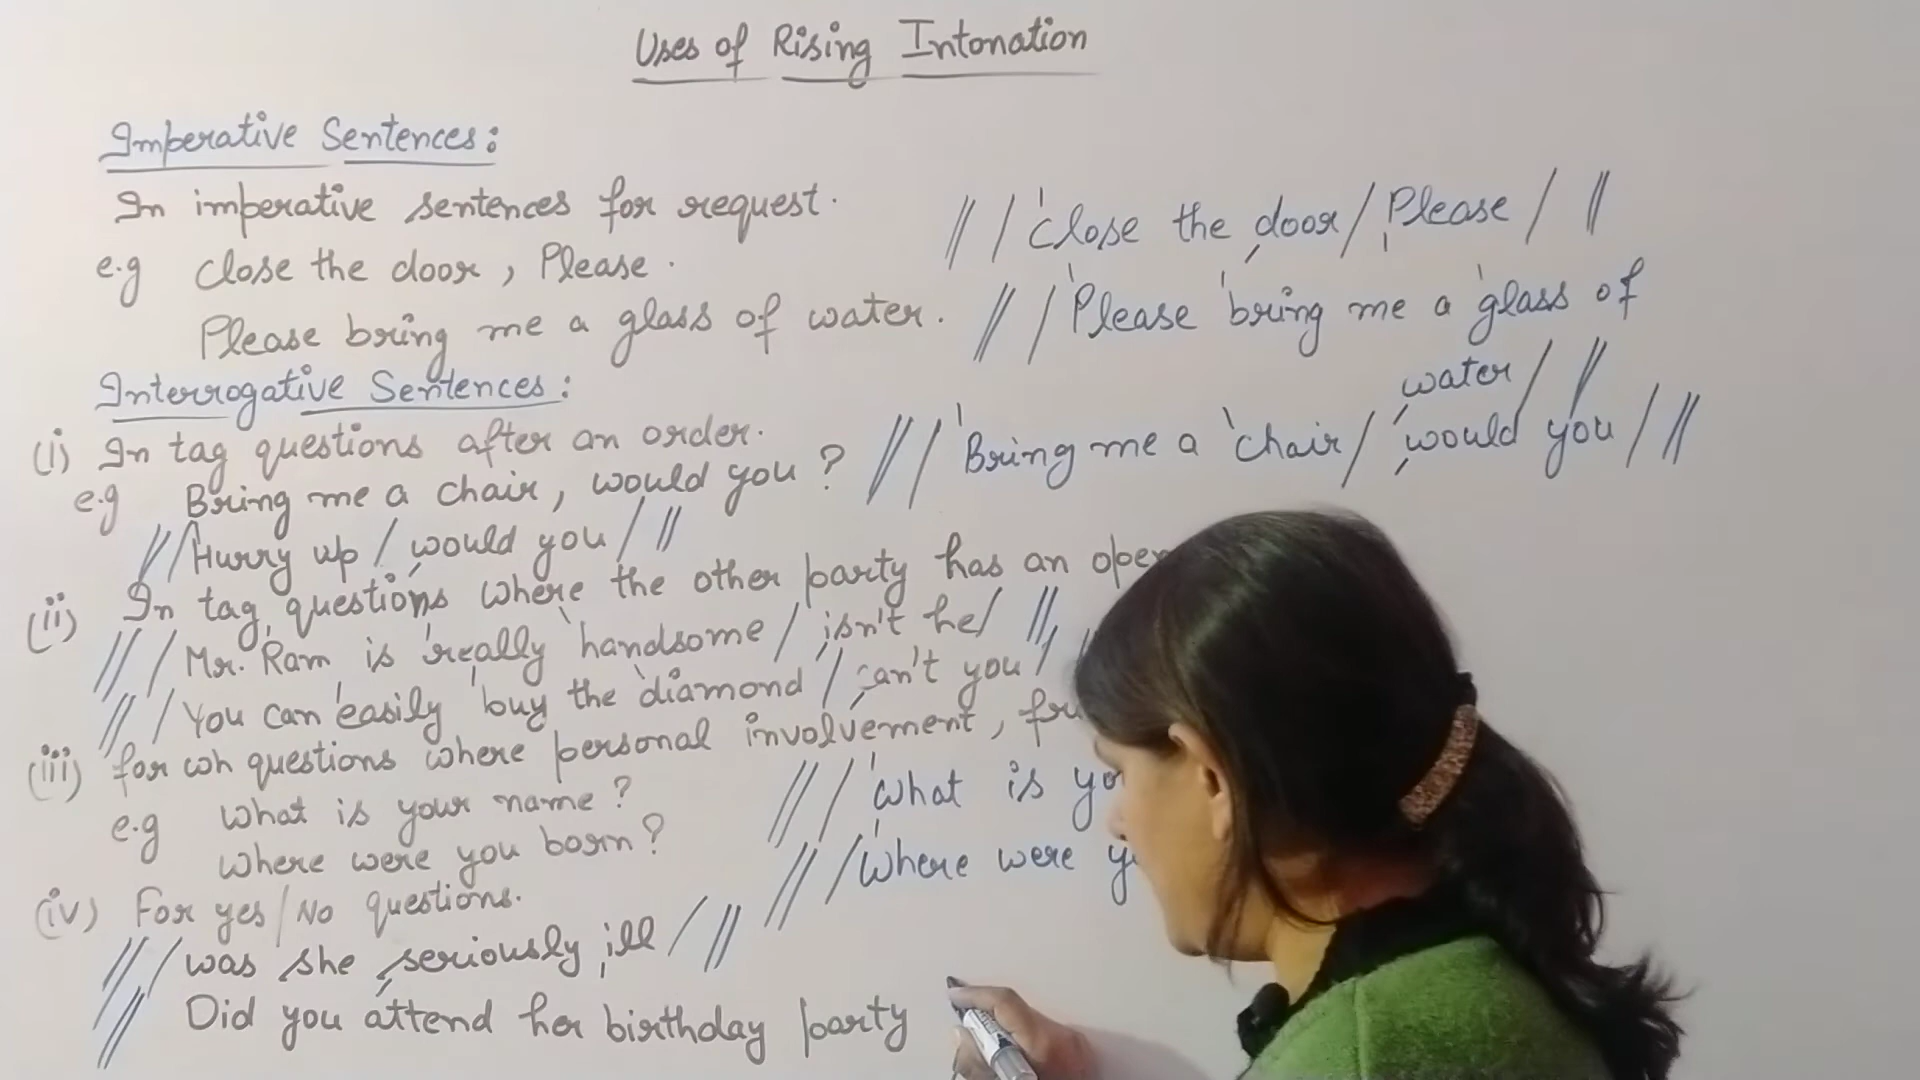 Uses of Rising Intonation
Imperative Sentences:
In imperative sentences for request.
e.g close the door, Please.
// / 'close the ,door / ,Please / //
Please bring me a glass of water. // / 'Please 'bring me a 'glass of
,water / //
Interrogative Sentences:
(i) In tag questions after an order.
e.g Bring me a chair, would you? // / 'Bring me a 'chair / ,would you / //
// / 'Hurry up / ,would you / //
(ii) In tag questions where the other party has an
// / Mr. 'Ram is 'really 'handsome / ,isn't he / //
// / You can 'easily 'buy the 'diamond / ,can't you /
(iii) for wh questions where personal involvement,
e.g What is your name? // / 'What is
Where were you born? // / 'Where were
(iv) For yes/No questions.
// / was she ,seriously ,ill / //
// Did you attend her birthday party